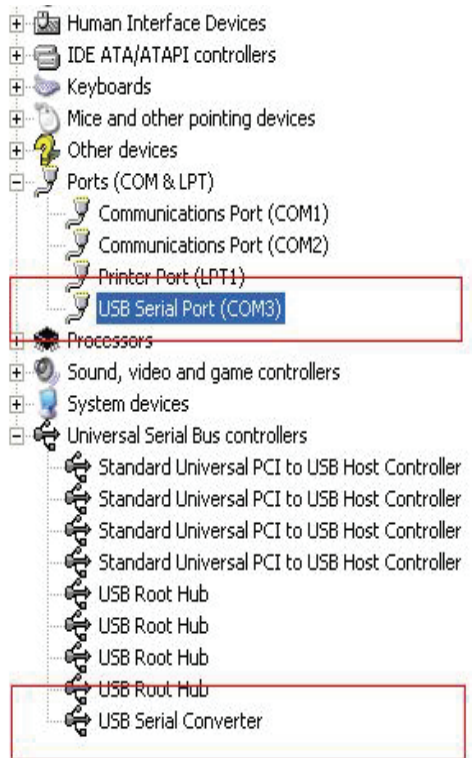 Human Interface Devices
IDE ATA/ATAPI controllers
Keyboards
Mice and other pointing devices
Other devices
Ports (COM & LPT)
Communications Port (COM1)
Communications Port (COM2)
Printer Port (LPT1)
USB Serial Port (COM3)
Processors
Sound, video and game controllers
System devices
Universal Serial Bus controllers
Standard Universal PCI to USB Host Controller
Standard Universal PCI to USB Host Controller
Standard Universal PCI to USB Host Controller
Standard Universal PCI to USB Host Controller
USB Root Hub
USB Root Hub
USB Root Hub
USB Root Hub
USB Serial Converter